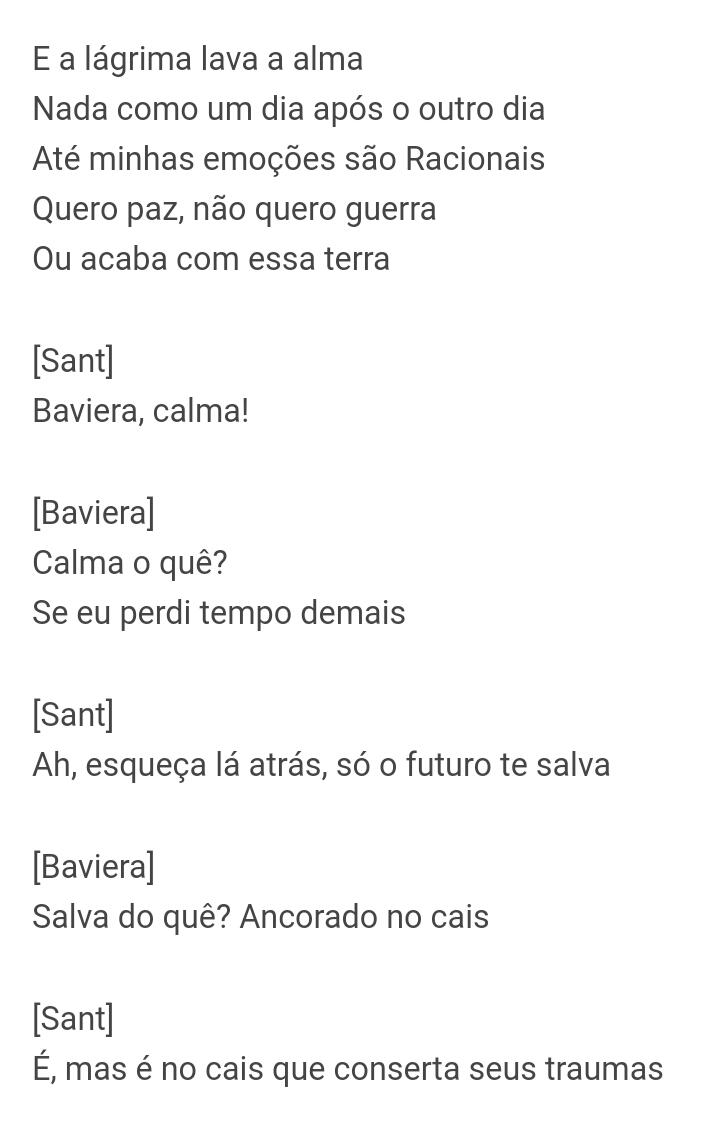 E a lágrima lava a alma
Nada como um dia após o outro dia
Até minhas emoções são Racionais
Quero paz, não quero guerra
Ou acaba com essa terra
[Sant]
Baviera, calma!
[Baviera]
Calma o quê?
Se eu perdi tempo demais
[Sant]
Ah, esqueça lá atrás, só o futuro te salva
[Baviera]
Salva do quê? Ancorado no cais
[Sant]
É, mas é no cais que conserta seus traumas